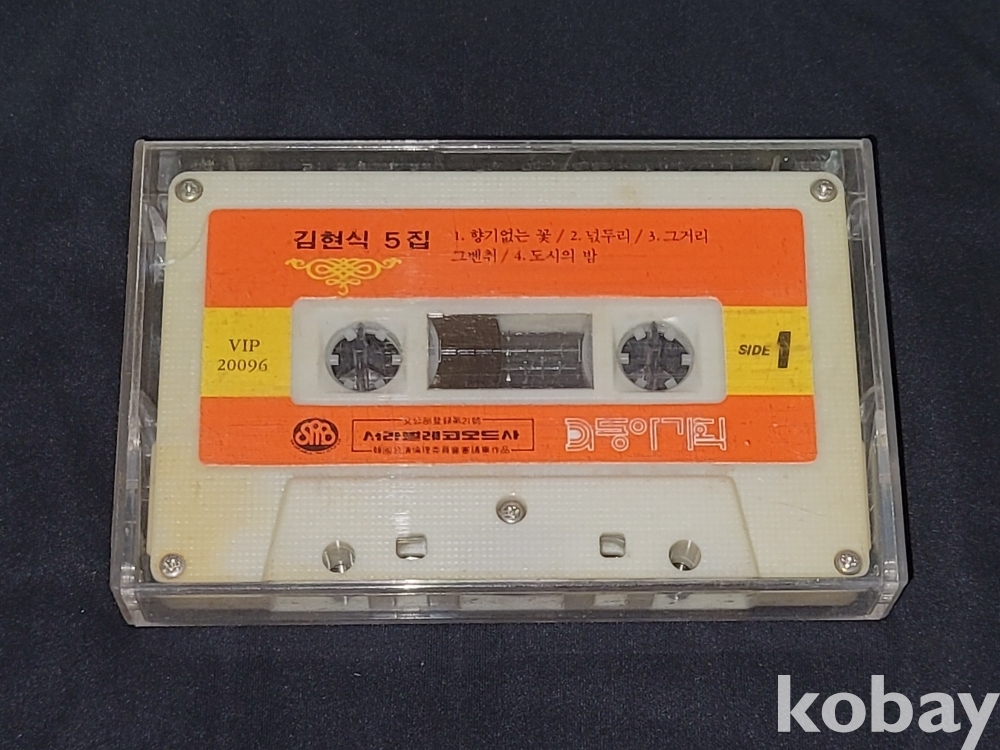 김현식 5집
1. 향기없는 꽃 / 2. 넋두리 / 3. 그거리
그벤취 / 4. 도시의 밤
VIP
20096
SIDE 1
SRB
서라벌레코오드사
동아기획
kobay